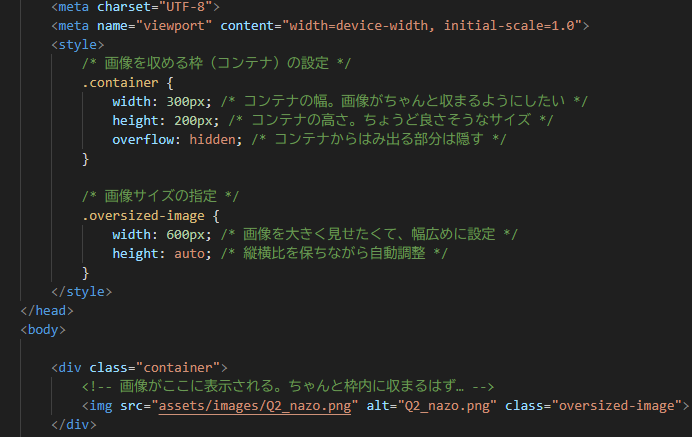 <meta charset="UTF-8">
<meta name="viewport" content="width=device-width, initial-scale=1.0">
<style>
/* 画像を収める枠（コンテナ）の設定 */
.container {
width: 300px; /* コンテナの幅。画像がちゃんと収まるようにしたい */
height: 200px; /* コンテナの高さ。ちょうど良さそうなサイズ */
overflow: hidden; /* コンテナからはみ出る部分は隠す */
}
/* 画像サイズの指定 */
.oversized-image {
width: 600px; /* 画像を大きく見せたくて、幅広めに設定 */
height: auto; /* 縦横比を保ちながら自動調整 */
}
</style>
</head>
<body>
<div class="container">
<!-- 画像がここに表示される。ちゃんと枠内に収まるはず… -->
<img src="assets/images/Q2_nazo.png" alt="Q2_nazo.png" class="oversized-image">
</div>